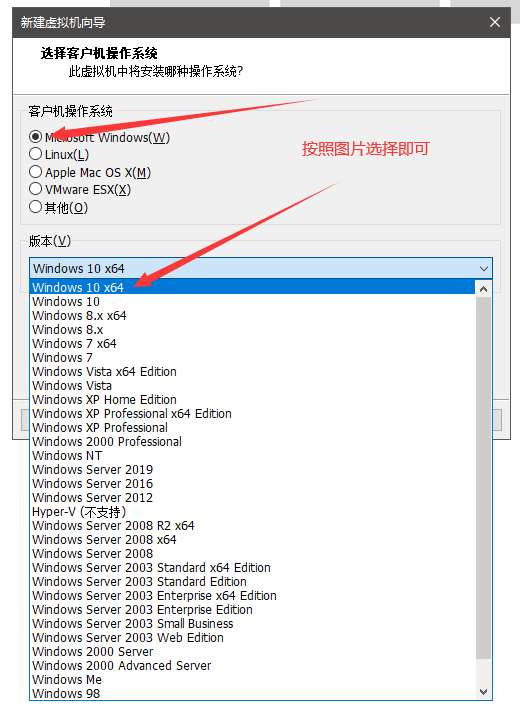 新建虚拟机向导
选择客户机操作系统
此虚拟机中将安装哪种操作系统?
客户机操作系统
Microsoft Windows(W)
按照图片选择即可
Linux(L)
Apple Mac OS X(M)
VMware ESX(X)
其他(O)
版本(V)
Windows 10 x64
Windows 10 x64
Windows 10
Windows 8.x x64
Windows 8.x
Windows 7 x64
Windows 7
Windows Vista x64 Edition
Windows Vista
Windows XP Home Edition
Windows XP Professional x64 Edition
Windows XP Professional
Windows 2000 Professional
Windows NT
Windows Server 2019
Windows Server 2016
Windows Server 2012
Hyper-V (不支持)
Windows Server 2008 R2 x64
Windows Server 2008 x64
Windows Server 2008
Windows Server 2003 Standard x64 Edition
Windows Server 2003 Standard Edition
Windows Server 2003 Enterprise x64 Edition
Windows Server 2003 Enterprise Edition
Windows Server 2003 Small Business
Windows Server 2003 Web Edition
Windows 2000 Server
Windows 2000 Advanced Server
Windows Me
Windows 98